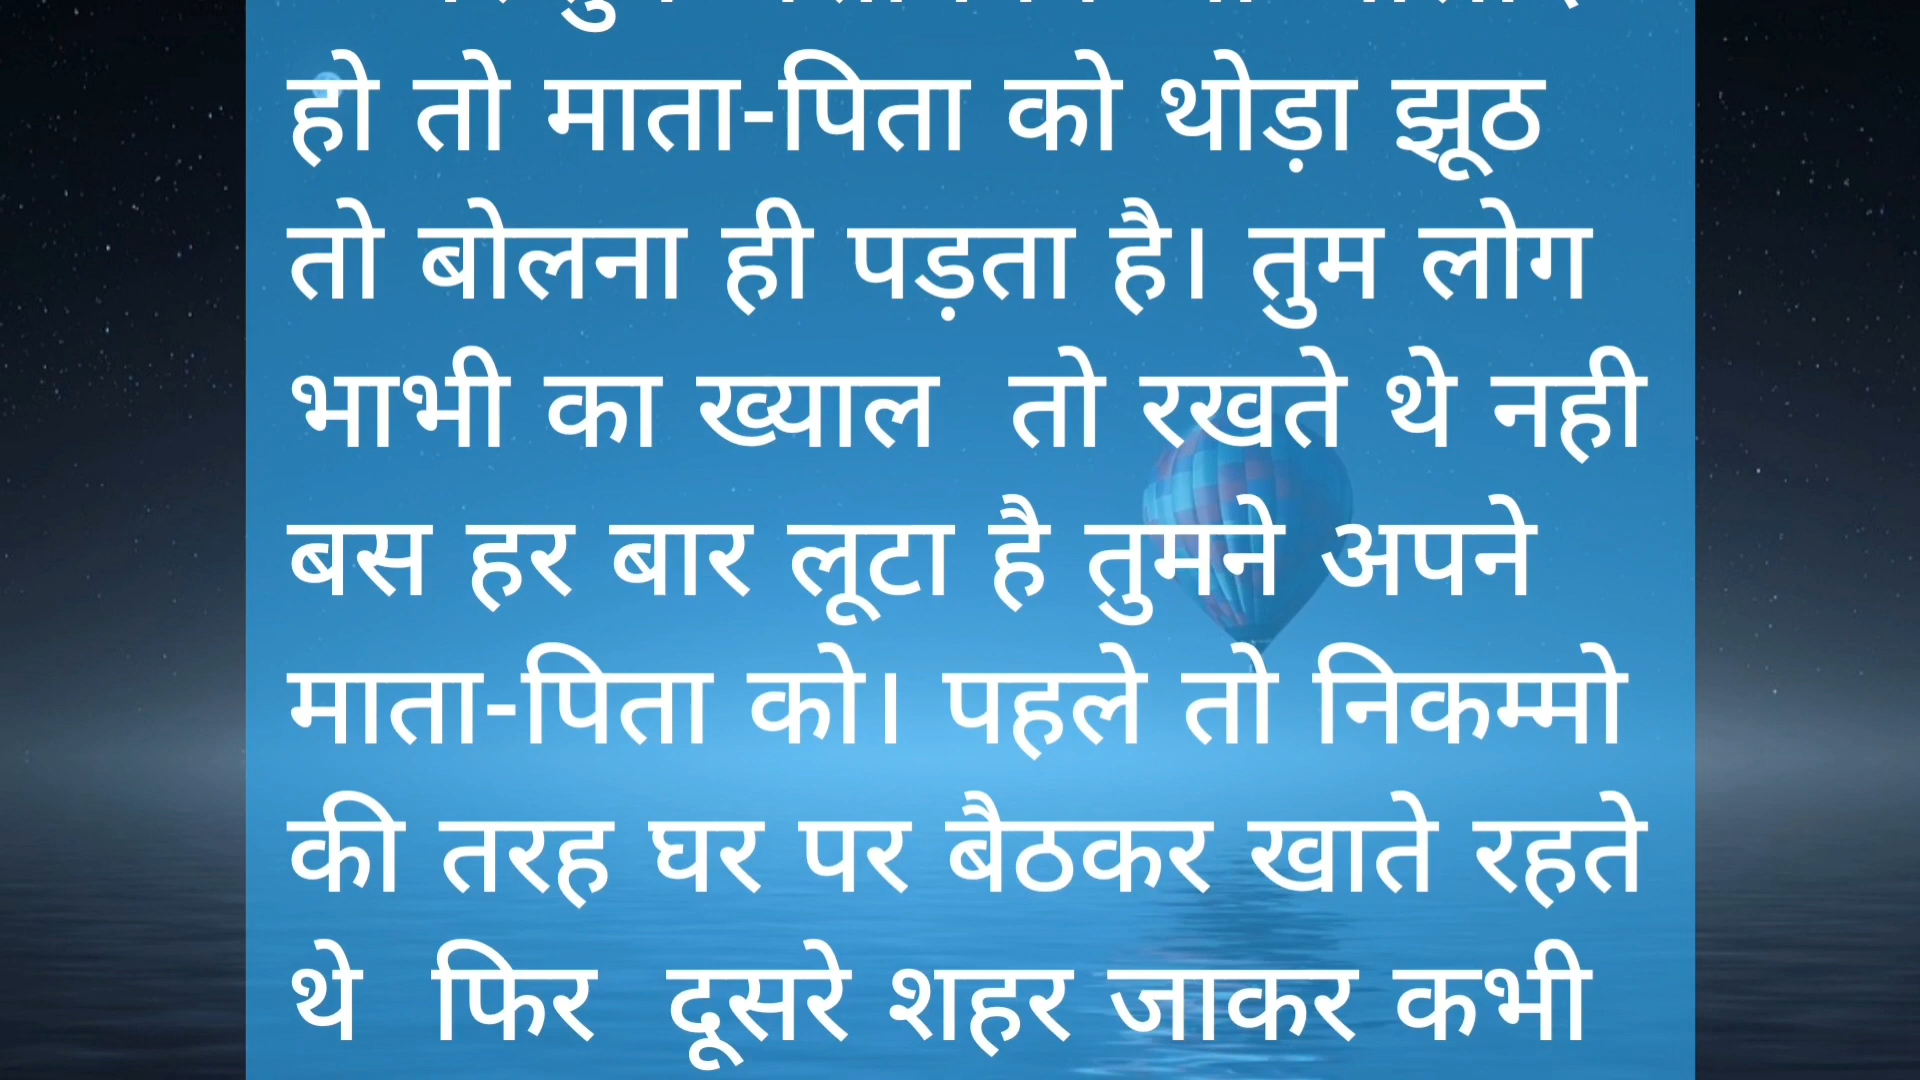 हो तो माता-पिता को थोड़ा झूठ
तो बोलना ही पड़ता है। तुम लोग
भाभी का ख्याल तो रखते थे नही
बस हर बार लूटा है तुमने अपने
माता-पिता को। पहले तो निकम्मो
की तरह घर पर बैठकर खाते रहते
थे फिर दूसरे शहर जाकर कभी